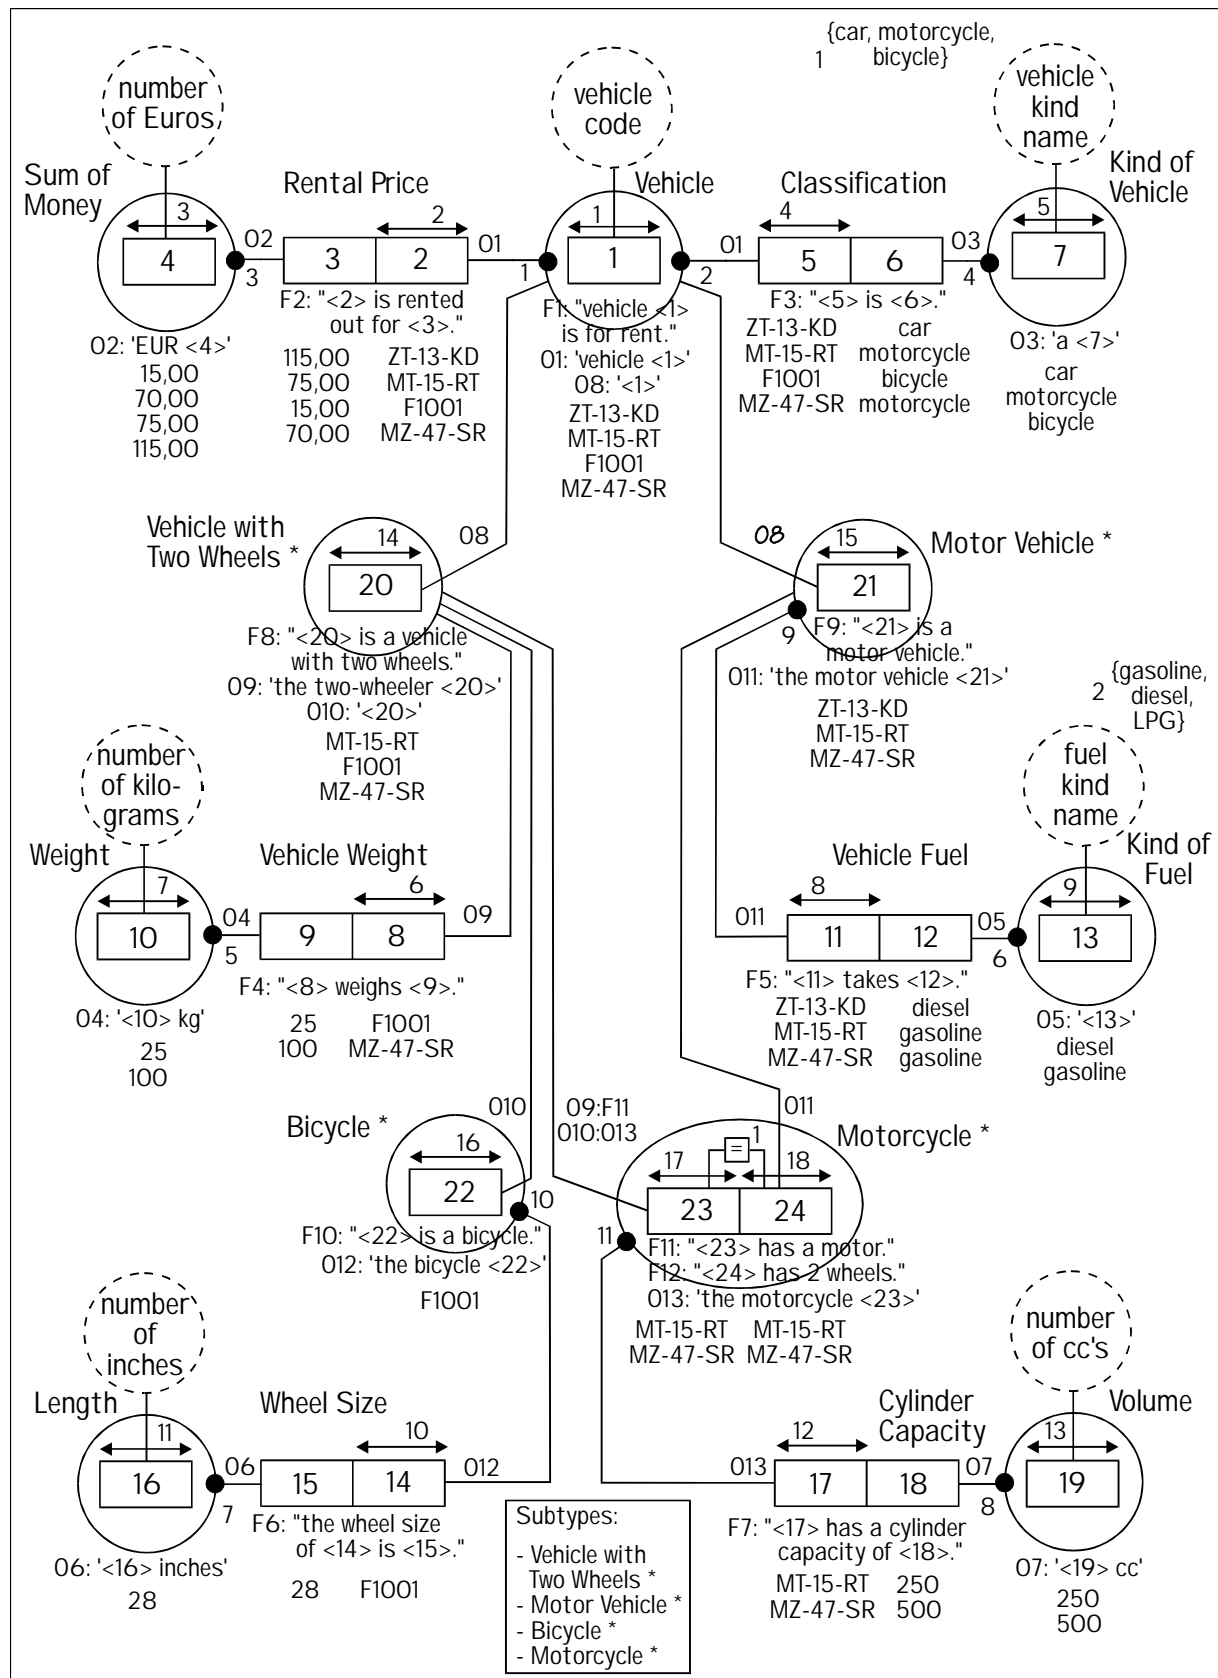 {car, motorcycle,
1 bicycle}
number
of Euros
vehicle
code
vehicle
kind
name
Sum of
Money
Rental Price
Vehicle
Classification
Kind of
Vehicle
3
2
1
4
5
4
O2
3
3
2
O1
1
1
2
O1
5
6
O3
4
7
F2: "<2> is rented
out for <3>."
115,00 ZT-13-KD
75,00 MT-15-RT
15,00 F1001
70,00 MZ-47-SR
F1: "vehicle <1>
is for rent."
O1: 'vehicle <1>'
O8: '<1>'
ZT-13-KD
MT-15-RT
F1001
MZ-47-SR
F3: "<5> is <6>."
ZT-13-KD car
MT-15-RT motorcycle
F1001 bicycle
MZ-47-SR motorcycle
O2: 'EUR <4>'
15,00
70,00
75,00
115,00
O3: 'a <7>'
car
motorcycle
bicycle
Vehicle with
Two Wheels *
14
20
O8
O8
15
21
9
Motor Vehicle *
F8: "<20> is a vehicle
with two wheels."
O9: 'the two-wheeler <20>'
O10: '<20>'
MT-15-RT
F1001
MZ-47-SR
F9: "<21> is a
motor vehicle."
O11: 'the motor vehicle <21>'
ZT-13-KD
MT-15-RT
MZ-47-SR
{gasoline,
2 diesel,
LPG}
number
of kilo-
grams
fuel
kind
name
Weight
Vehicle Weight
Vehicle Fuel
Kind of
Fuel
7
6
8
9
10
O4
5
9
8
O9
O11
11
12
O5
6
13
F4: "<8> weighs <9>."
25 F1001
100 MZ-47-SR
F5: "<11> takes <12>."
ZT-13-KD diesel
MT-15-RT gasoline
MZ-47-SR gasoline
O4: '<10> kg'
25
100
O5: '<13>'
diesel
gasoline
Bicycle *
O10
O9:F11
O10:O13
O11
Motorcycle *
16
22
10
17
= 1
18
23
24
11
F10: "<22> is a bicycle."
O12: 'the bicycle <22>'
F1001
F11: "<23> has a motor."
F12: "<24> has 2 wheels."
O13: 'the motorcycle <23>'
MT-15-RT MT-15-RT
MZ-47-SR MZ-47-SR
number
of
inches
number
of cc's
Length
Wheel Size
Cylinder
Capacity
Volume
11
10
12
13
16
O6
7
15
14
O12
O13
17
18
O7
8
19
F6: "the wheel size
of <14> is <15>."
28 F1001
F7: "<17> has a cylinder
capacity of <18>."
MT-15-RT 250
MZ-47-SR 500
O6: '<16> inches'
28
O7: '<19> cc'
250
500
Subtypes:
- Vehicle with
Two Wheels *
- Motor Vehicle *
- Bicycle *
- Motorcycle *